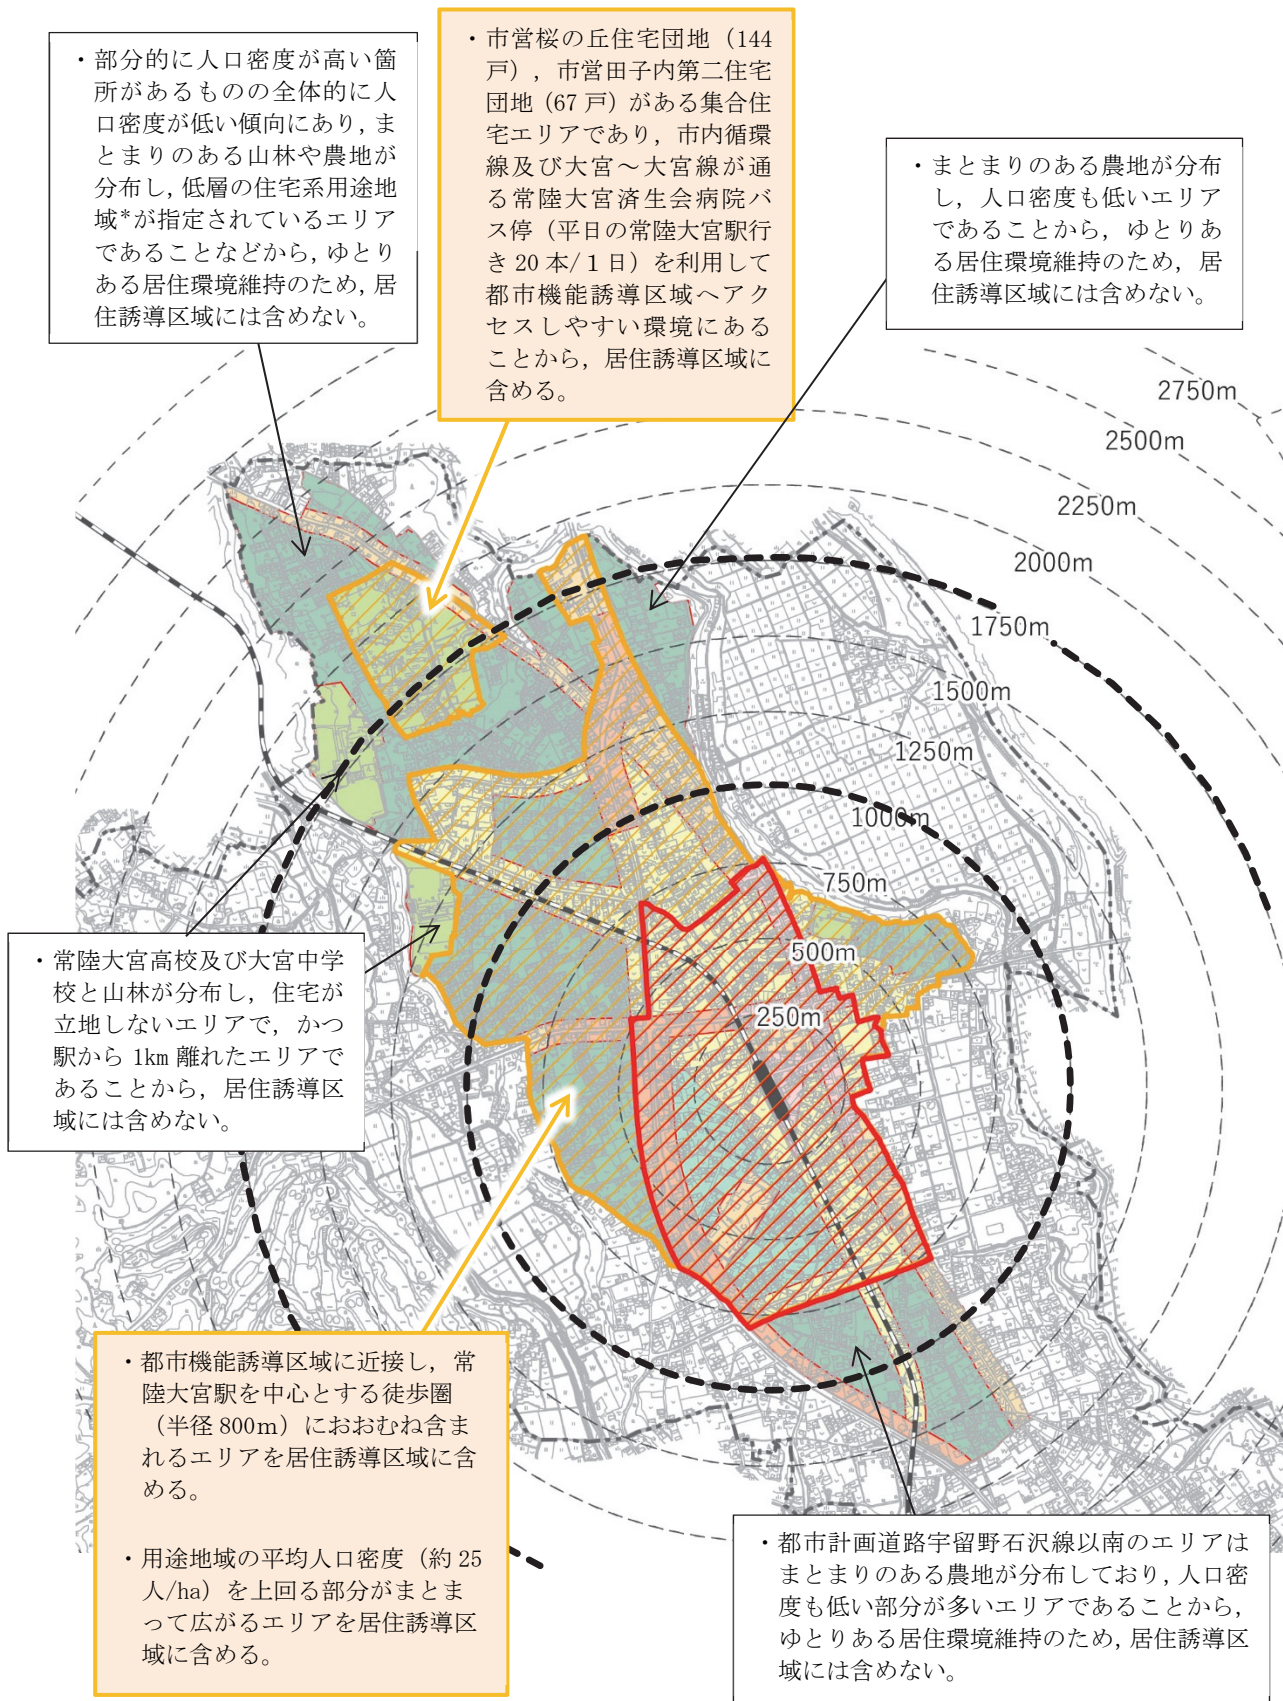 ・部分的に人口密度が高い箇
所があるものの全体的に人
口密度が低い傾向にあり，ま
とまりのある山林や農地が
分布し，低層の住宅系用途地
域*が指定されているエリア
であることなどから，ゆとり
ある居住環境維持のため，居
住誘導区域には含めない。
・市営桜の丘住宅団地（144
戸），市営田子内第二住宅
団地（67 戸）がある集合住
宅エリアであり，市内循環
線及び大宮～大宮線が通
る常陸大宮済生会病院バ
ス停（平日の常陸大宮駅行
き 20 本/１日）を利用して
都市機能誘導区域へアク
セスしやすい環境にある
ことから，居住誘導区域に
含める。
・まとまりのある農地が分布
し，人口密度も低いエリア
であることから，ゆとりあ
る居住環境維持のため，居
住誘導区域には含めない。
2750m
2500m
2250m
2000m
1750m
1500m
1250m
1000m
750m
500m
250m
・常陸大宮高校及び大宮中学
校と山林が分布し，住宅が
立地しないエリアで，かつ
駅から 1km 離れたエリアで
あることから，居住誘導区
域には含めない。
・都市機能誘導区域に近接し，常
陸大宮駅を中心とする徒歩圏
（半径 800ｍ）におおむね含ま
れるエリアを居住誘導区域に含
める。
・用途地域の平均人口密度（約 25
人/ha）を上回る部分がまとま
って広がるエリアを居住誘導区
域に含める。
・都市計画道路宇留野石沢線以南のエリアは
まとまりのある農地が分布しており，人口密
度も低い部分が多いエリアであることから，
ゆとりある居住環境維持のため，居住誘導区
域には含めない。